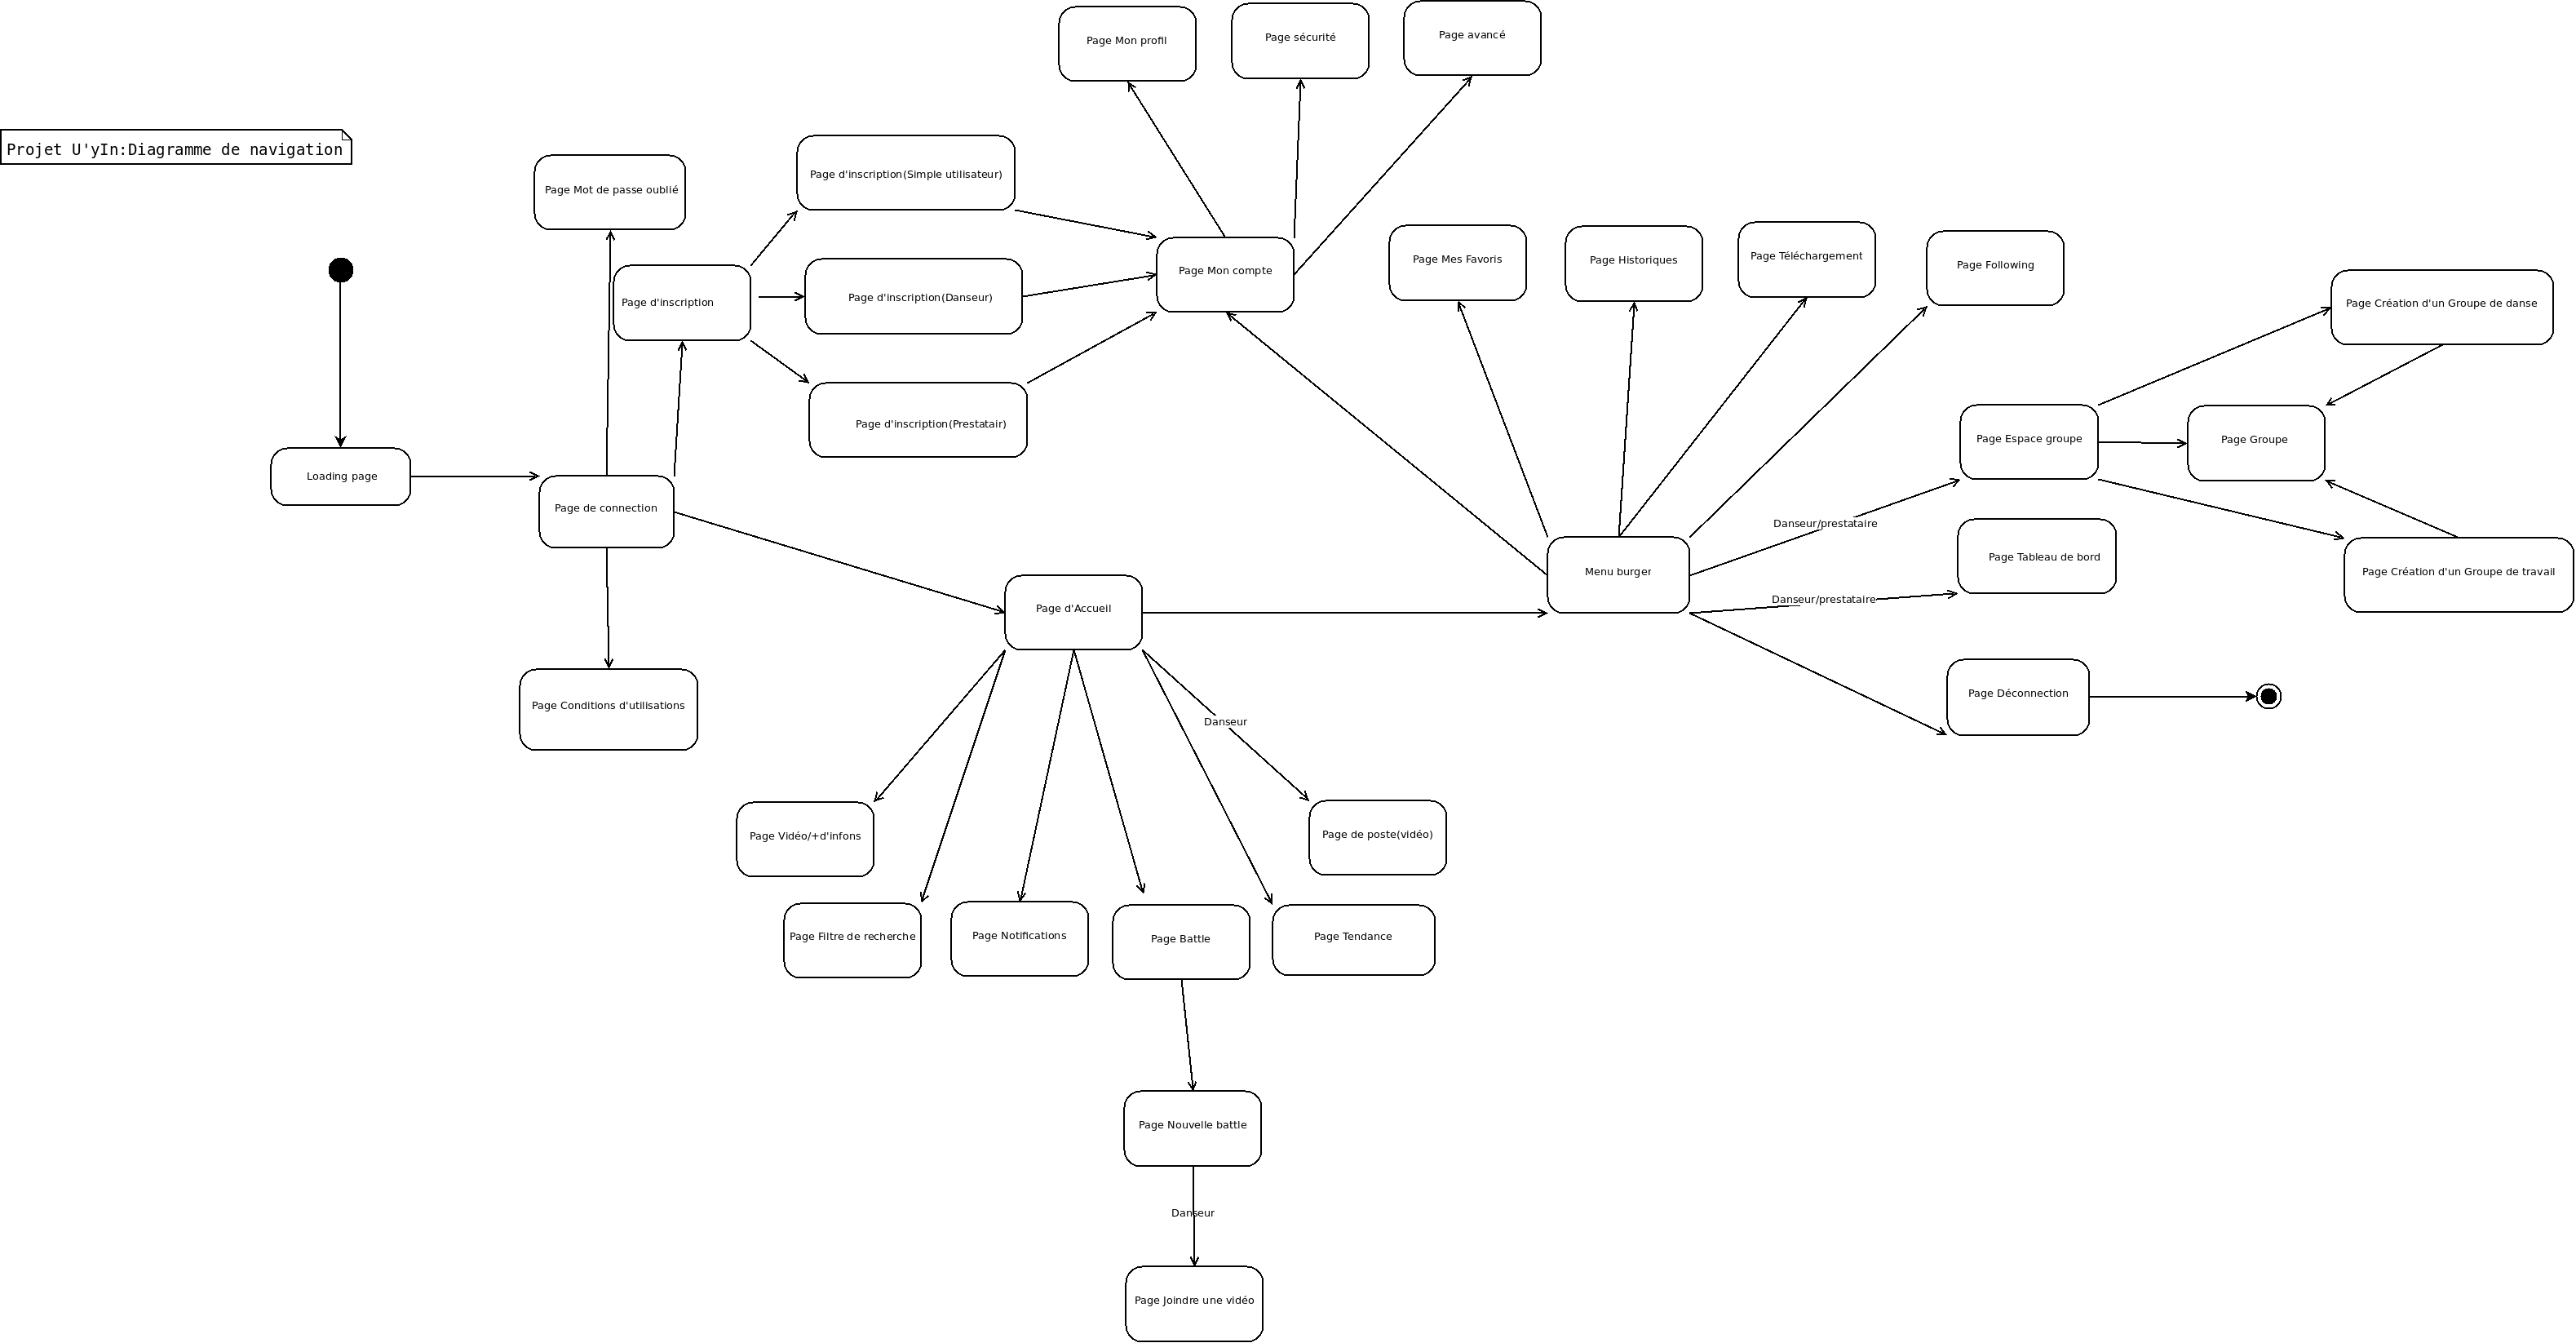 Page Mon profil
Page sécurité
Page avancé
Projet U'yIn:Diagramme de navigation
Page Mot de passe oublié
Page d'inscription(Simple utilisateur)
Page d'inscription
Page d'inscription(Danseur)
Page Mon compte
Page Mes Favoris
Page Historiques
Page Téléchargement
Page Following
Page Création d'un Groupe de danse
Page d'inscription(Prestatair)
Page Espace groupe
Page Groupe
Loading page
Page de connection
Danseur/prestataire
Page Tableau de bord
Menu burger
Page Création d'un Groupe de travail
Danseur/prestataire
Page d'Accueil
Page Conditions d'utilisations
Page Déconnection
Danseur
Page Vidéo/+d'infons
Page de poste(vidéo)
Page Filtre de recherche
Page Notifications
Page Battle
Page Tendance
Page Nouvelle battle
Danseur
Page Joindre une vidéo